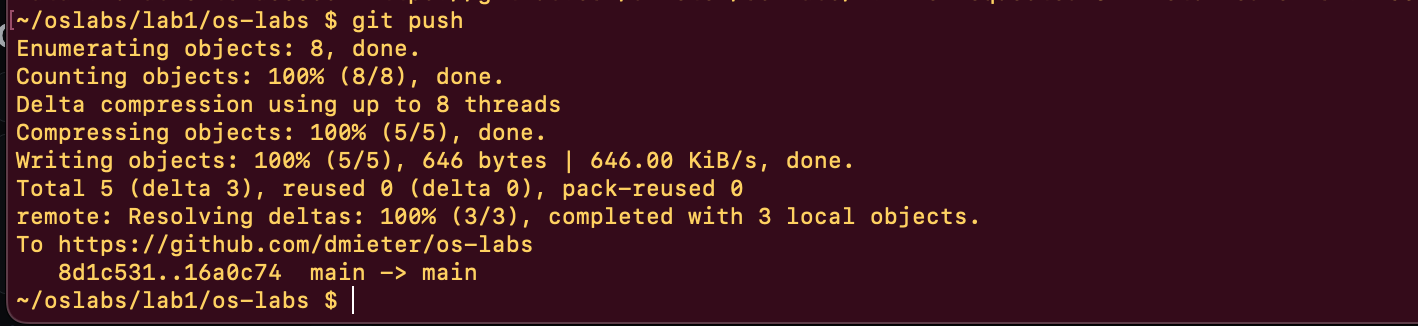 [~/oslabs/lab1/os-labs $ git push
Enumerating objects: 8, done.
Counting objects: 100% (8/8), done.
Delta compression using up to 8 threads
Compressing objects: 100% (5/5), done.
Writing objects: 100% (5/5), 646 bytes | 646.00 KiB/s, done.
Total 5 (delta 3), reused 0 (delta 0), pack-reused 0
remote: Resolving deltas: 100% (3/3), completed with 3 local objects.
To https://github.com/dmieter/os-labs
   8d1c531..16a0c74  main -> main
~/oslabs/lab1/os-labs $